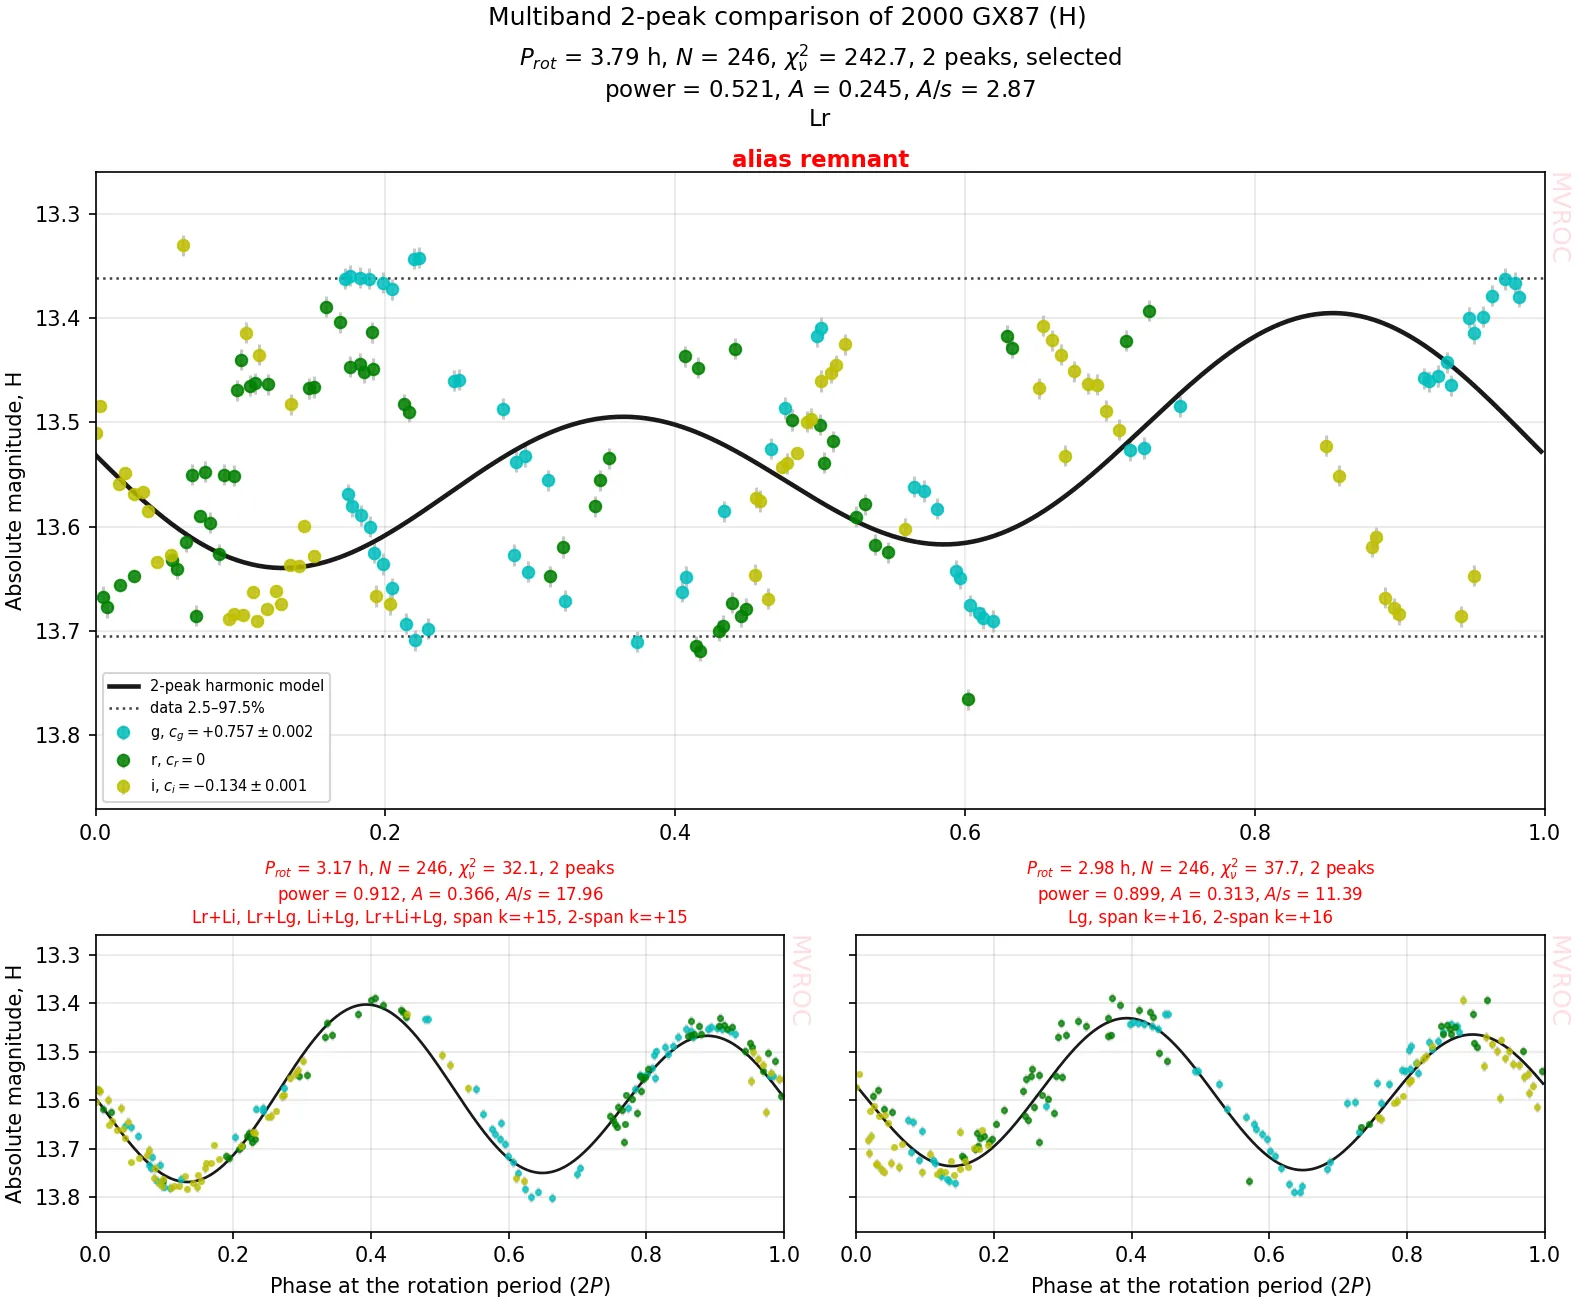 Multiband 2-peak comparison of 2000 GX87 (H)
P_rot = 3.79 h, N = 246, χ²_ν = 242.7, 2 peaks, selected
power = 0.521, A = 0.245, A/s = 2.87
Lr
alias remnant
MVROC
Absolute magnitude, H
13.3
13.4
13.5
13.6
13.7
13.8
2-peak harmonic model
data 2.5–97.5%
g, c_g = +0.757 ± 0.002
r, c_r = 0
i, c_i = −0.134 ± 0.001
0.0 0.2 0.4 0.6 0.8 1.0
P_rot = 3.17 h, N = 246, χ²_ν = 32.1, 2 peaks
power = 0.912, A = 0.366, A/s = 17.96
Lr+Li, Lr+Lg, Li+Lg, Lr+Li+Lg, span k=+15, 2-span k=+15
MVROC
Absolute magnitude, H
13.3
13.4
13.5
13.6
13.7
13.8
0.0 0.2 0.4 0.6 0.8 1.0
Phase at the rotation period (2P)
P_rot = 2.98 h, N = 246, χ²_ν = 37.7, 2 peaks
power = 0.899, A = 0.313, A/s = 11.39
Lg, span k=+16, 2-span k=+16
MVROC
0.0 0.2 0.4 0.6 0.8 1.0
Phase at the rotation period (2P)